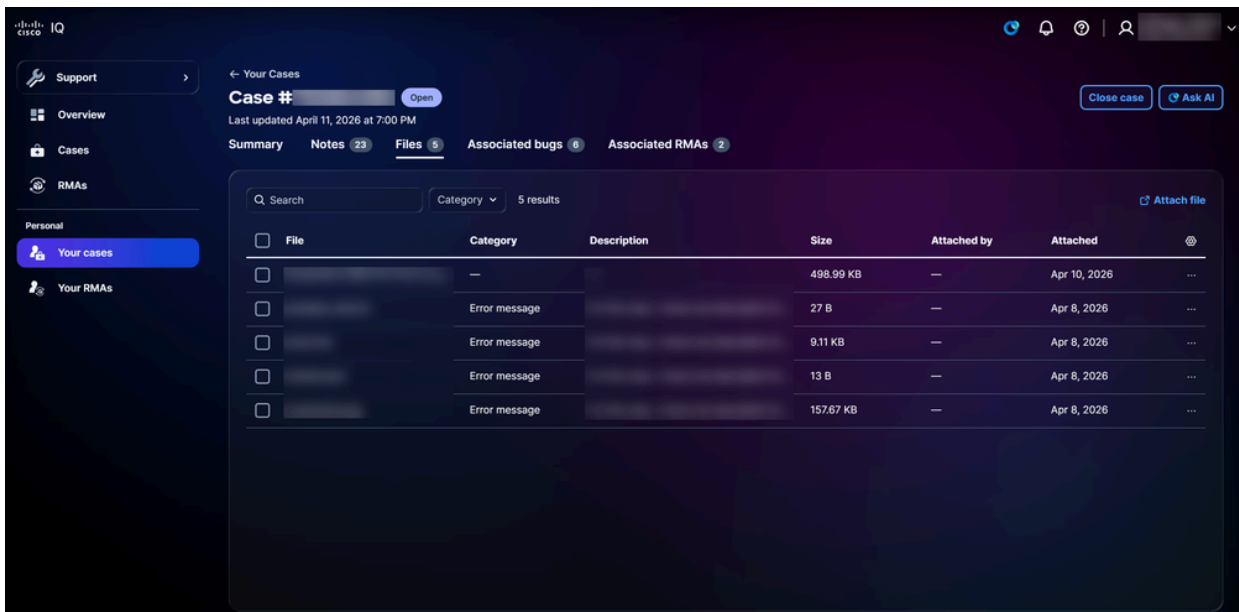 cisco IQ
Support
Overview
Cases
RMAs
Personal
Your cases
Your RMAs
← Your Cases
Case # Open
Last updated April 11, 2026 at 7:00 PM
Close case Ask AI
Summary Notes 23 Files 5 Associated bugs 6 Associated RMAs 2
Search Category 5 results Attach file
File Category Description Size Attached by Attached
— 498.99 KB — Apr 10, 2026 ...
Error message 27 B — Apr 8, 2026 ...
Error message 9.11 KB — Apr 8, 2026 ...
Error message 13 B — Apr 8, 2026 ...
Error message 157.67 KB — Apr 8, 2026 ...